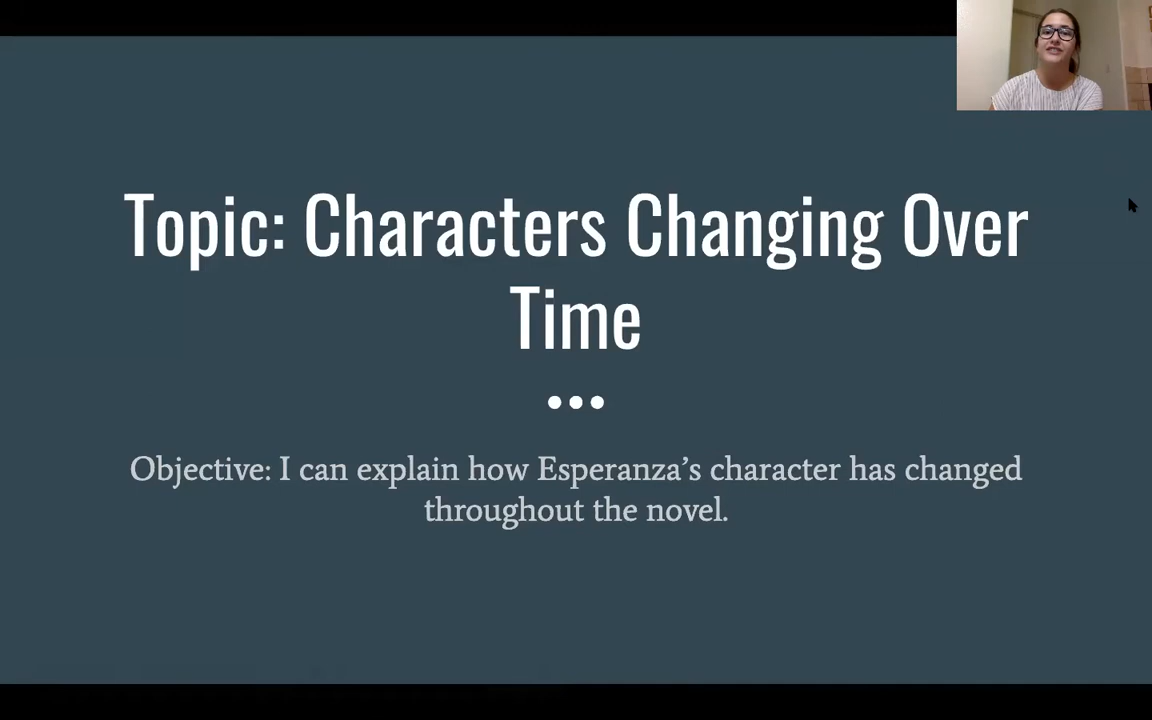 Topic: Characters Changing Over
Time
Objective: I can explain how Esperanza’s character has changed
throughout the novel.